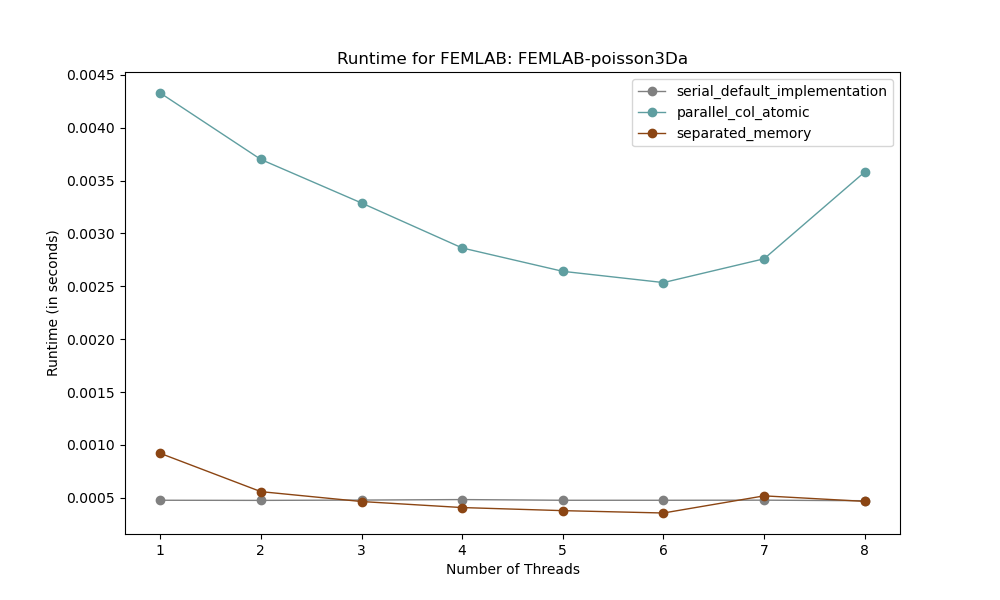 Runtime for FEMLAB: FEMLAB-poisson3Da
serial_default_implementation
parallel_col_atomic
separated_memory
Runtime (in seconds)
0.0045
0.0040
0.0035
0.0030
0.0025
0.0020
0.0015
0.0010
0.0005
1 2 3 4 5 6 7 8
Number of Threads